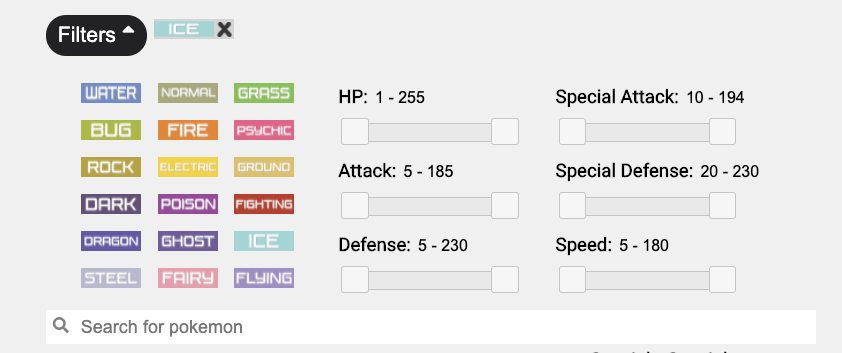 Filters ICE
WATER NORMAL GRASS
BUG FIRE PSYCHIC
ROCK ELECTRIC GROUND
DARK POISON FIGHTING
DRAGON GHOST ICE
STEEL FAIRY FLYING
HP: 1 - 255
Attack: 5 - 185
Defense: 5 - 230
Special Attack: 10 - 194
Special Defense: 20 - 230
Speed: 5 - 180
Search for pokemon